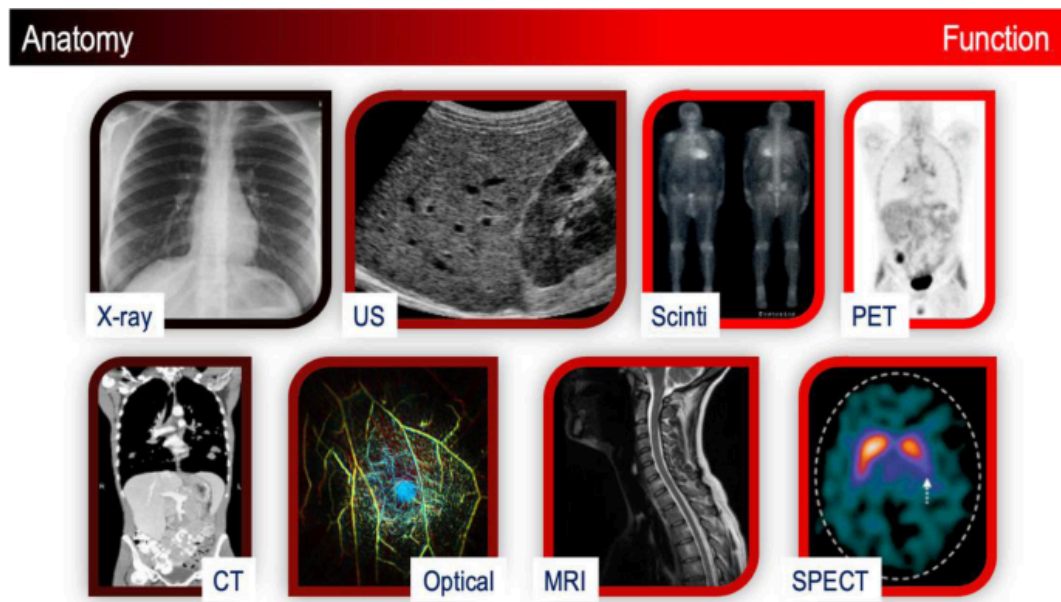 Anatomy Function
X-ray US Scinti PET
CT Optical MRI SPECT